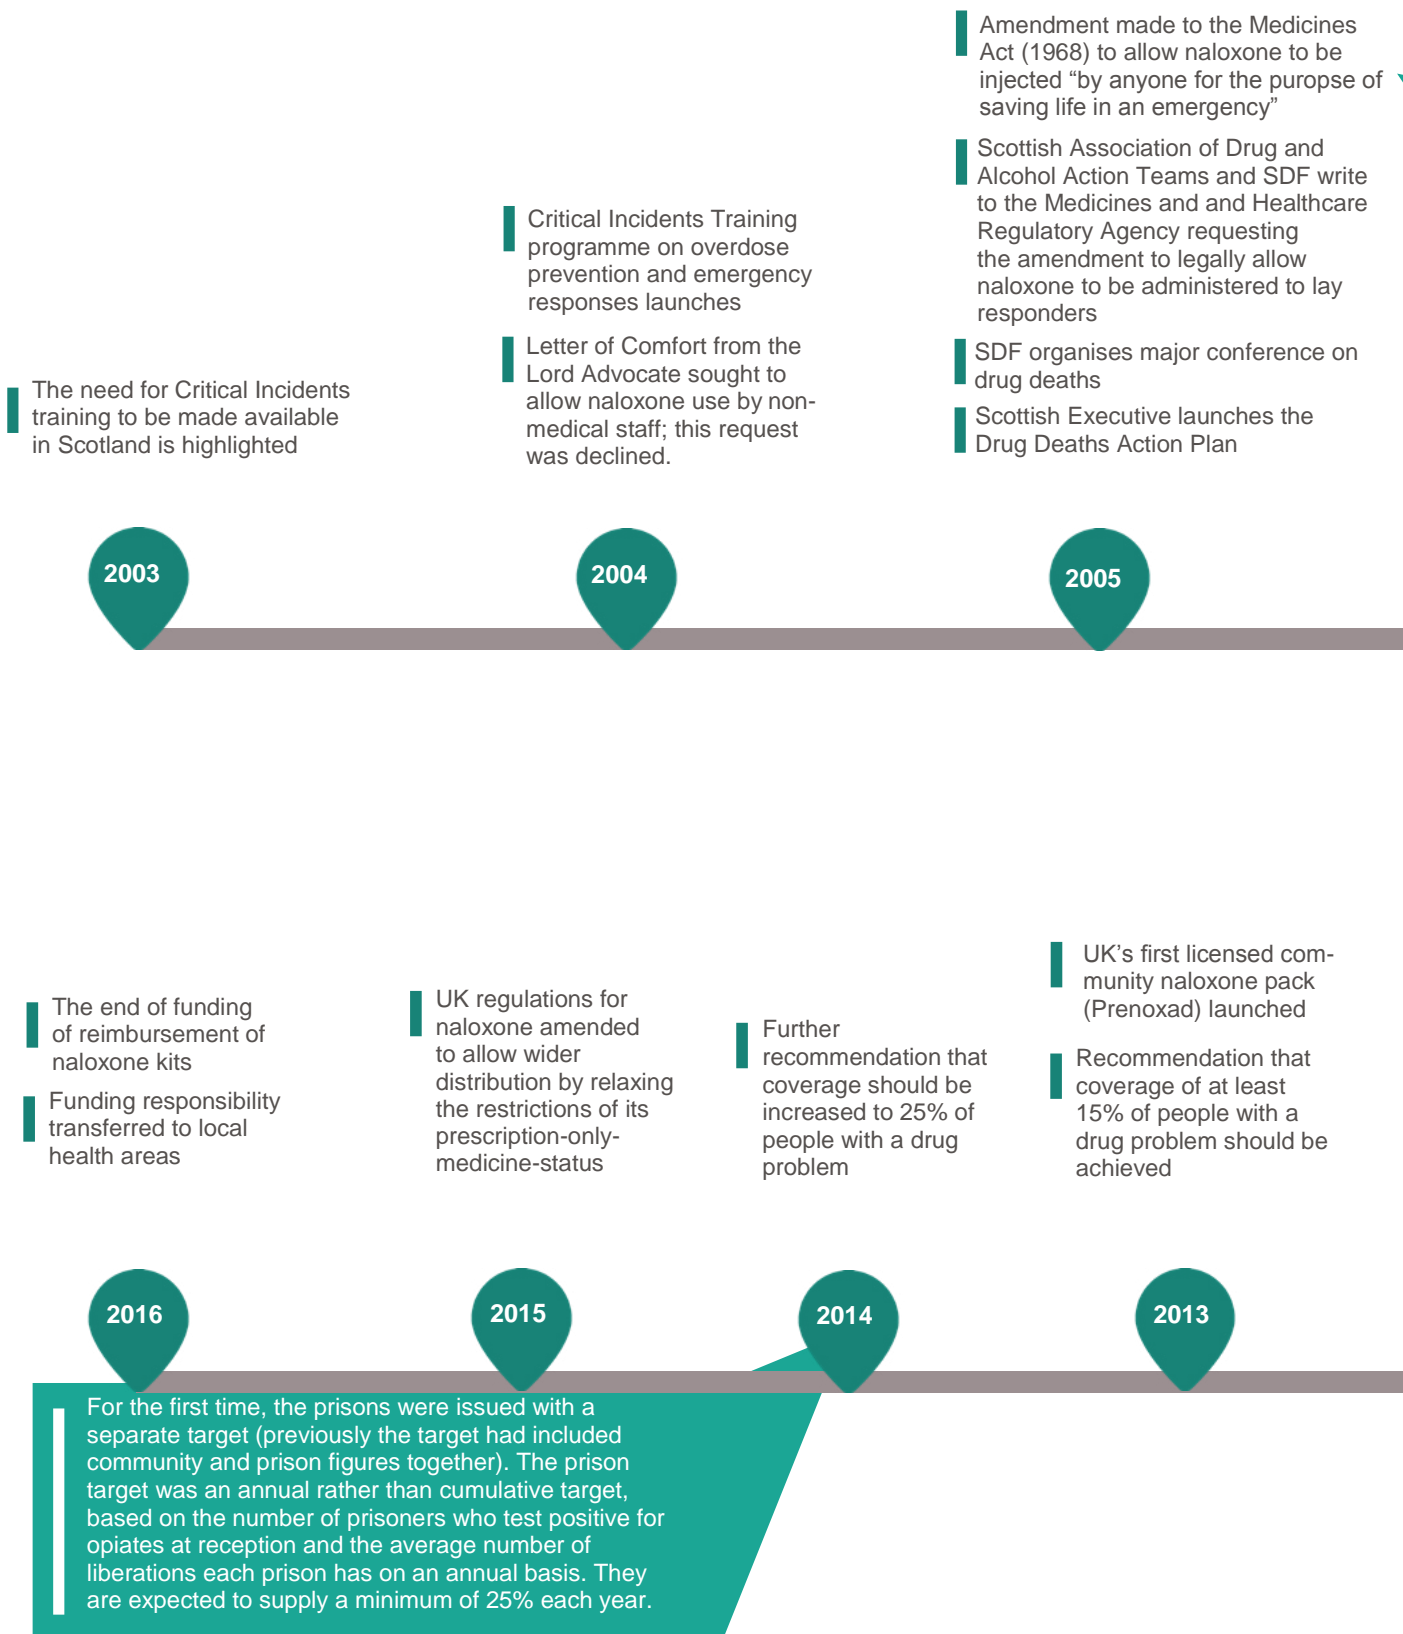 The need for Critical Incidents
training to be made available
in Scotland is highlighted
2003
Critical Incidents Training
programme on overdose
prevention and emergency
responses launches
Letter of Comfort from the
Lord Advocate sought to
allow naloxone use by non-
medical staff; this request
was declined.
2004
Amendment made to the Medicines
Act (1968) to allow naloxone to be
injected “by anyone for the puropse of
saving life in an emergency”
Scottish Association of Drug and
Alcohol Action Teams and SDF write
to the Medicines and and Healthcare
Regulatory Agency requesting
the amendment to legally allow
naloxone to be administered to lay
responders
SDF organises major conference on
drug deaths
Scottish Executive launches the
Drug Deaths Action Plan
2005
The end of funding
of reimbursement of
naloxone kits
Funding responsibility
transferred to local
health areas
2016
UK regulations for
naloxone amended
to allow wider
distribution by relaxing
the restrictions of its
prescription-only-
medicine-status
2015
Further
recommendation that
coverage should be
increased to 25% of
people with a drug
problem
2014
UK’s first licensed com-
munity naloxone pack
(Prenoxad) launched
Recommendation that
coverage of at least
15% of people with a
drug problem should be
achieved
2013
For the first time, the prisons were issued with a
separate target (previously the target had included
community and prison figures together). The prison
target was an annual rather than cumulative target,
based on the number of prisoners who test positive for
opiates at reception and the average number of
liberations each prison has on an annual basis. They
are expected to supply a minimum of 25% each year.